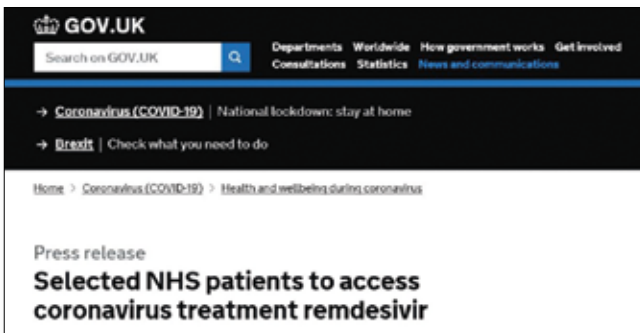 GOV.UK
Search on GOV.UK
Departments Worldwide How government works Get involved
Consultations Statistics News and communications
→ Coronavirus (COVID-19) | National lockdown: stay at home
→ Brexit | Check what you need to do
Home > Coronavirus (COVID-19) > Health and wellbeing during coronavirus
Press release
Selected NHS patients to access
coronavirus treatment remdesivir